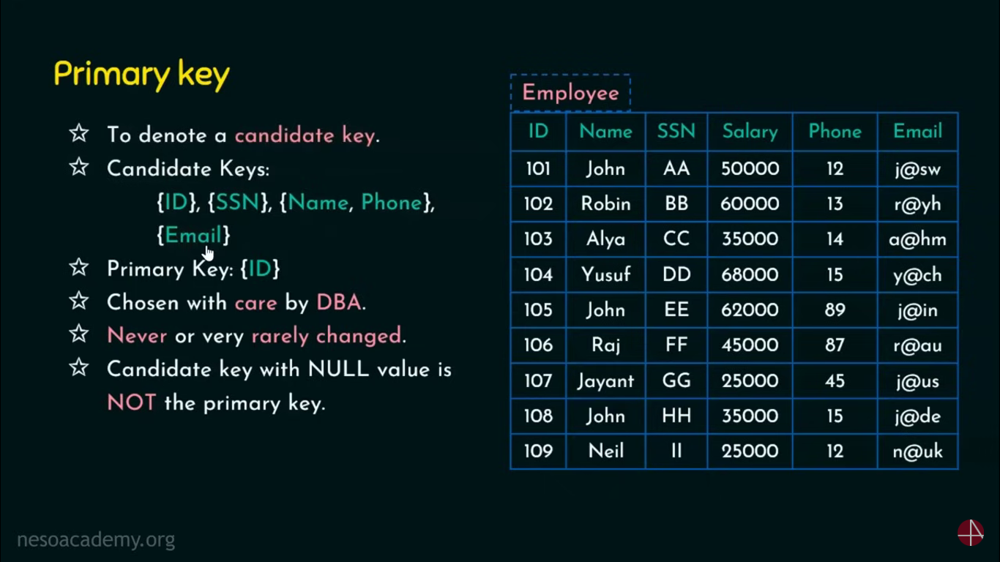 Primary key
To denote a candidate key.
Candidate Keys:
{ID}, {SSN}, {Name, Phone},
{Email}
Primary Key: {ID}
Chosen with care by DBA.
Never or very rarely changed.
Candidate key with NULL value is
NOT the primary key.
Employee
ID Name SSN Salary Phone Email
101 John AA 50000 12 j@sw
102 Robin BB 60000 13 r@yh
103 Alya CC 35000 14 a@hm
104 Yusuf DD 68000 15 y@ch
105 John EE 62000 89 j@in
106 Raj FF 45000 87 r@au
107 Jayant GG 25000 45 j@us
108 John HH 35000 15 j@de
109 Neil II 25000 12 n@uk
nesoacademy.org